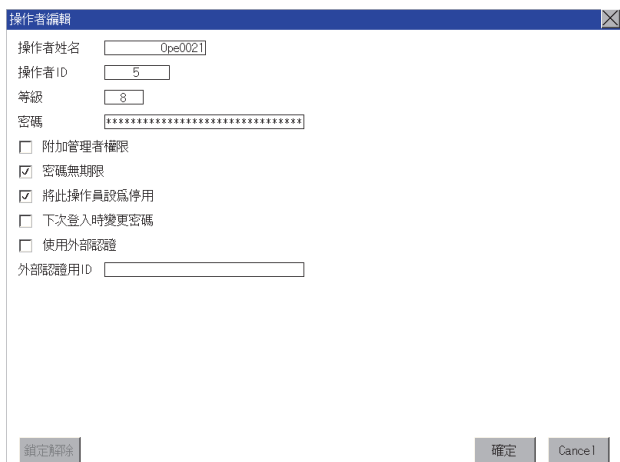 操作者編輯
操作者姓名 Ope0021
操作者ID 5
等級 8
密碼 ********************************
附加管理者權限
密碼無期限
將此操作員設爲停用
下次登入時變更密碼
使用外部認證
外部認證用ID
鎖定解除 確定 Cancel